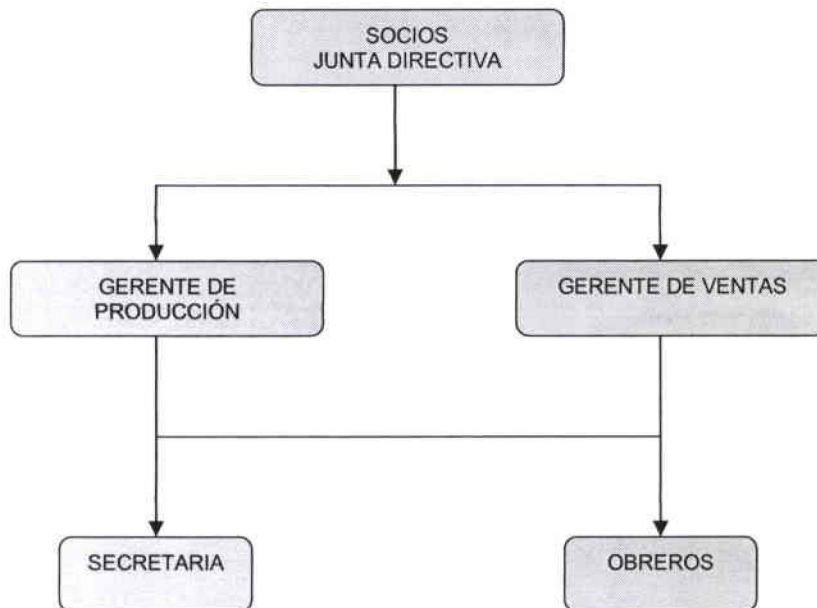 SOCIOS
JUNTA DIRECTIVA
GERENTE DE
PRODUCCIÓN
GERENTE DE VENTAS
SECRETARIA
OBREROS